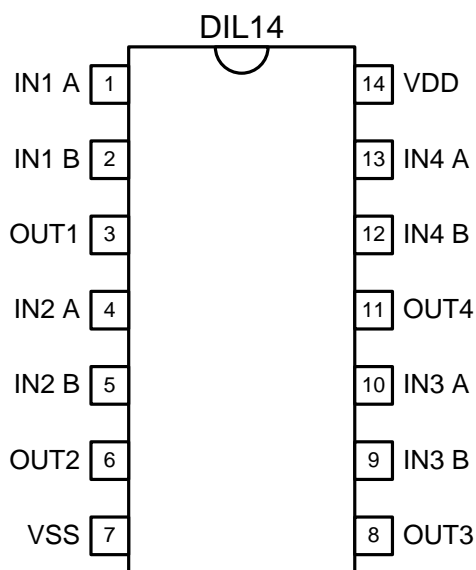 DIL14
IN1 A 1 14 VDD
IN1 B 2 13 IN4 A
OUT1 3 12 IN4 B
IN2 A 4 11 OUT4
IN2 B 5 10 IN3 A
OUT2 6 9 IN3 B
VSS 7 8 OUT3